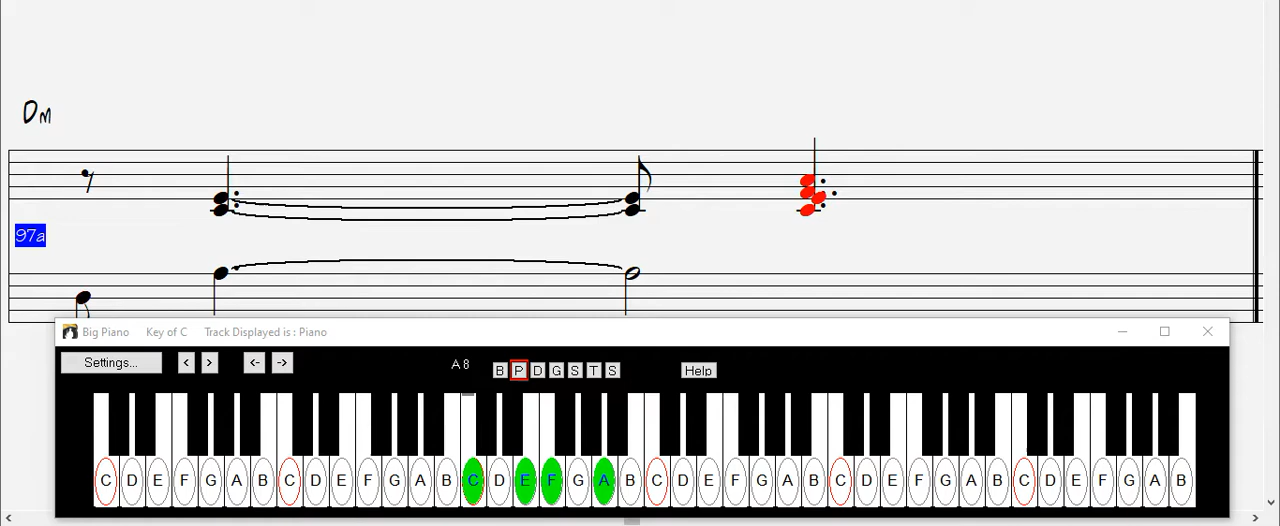 Dm
97a
Big Piano Key of C Track Displayed is : Piano
Settings... < > <- -> A 8 B P D G S T S Help
C D E F G A B C D E F G A B C D E F G A B C D E F G A B C D E F G A B C D E F G A B